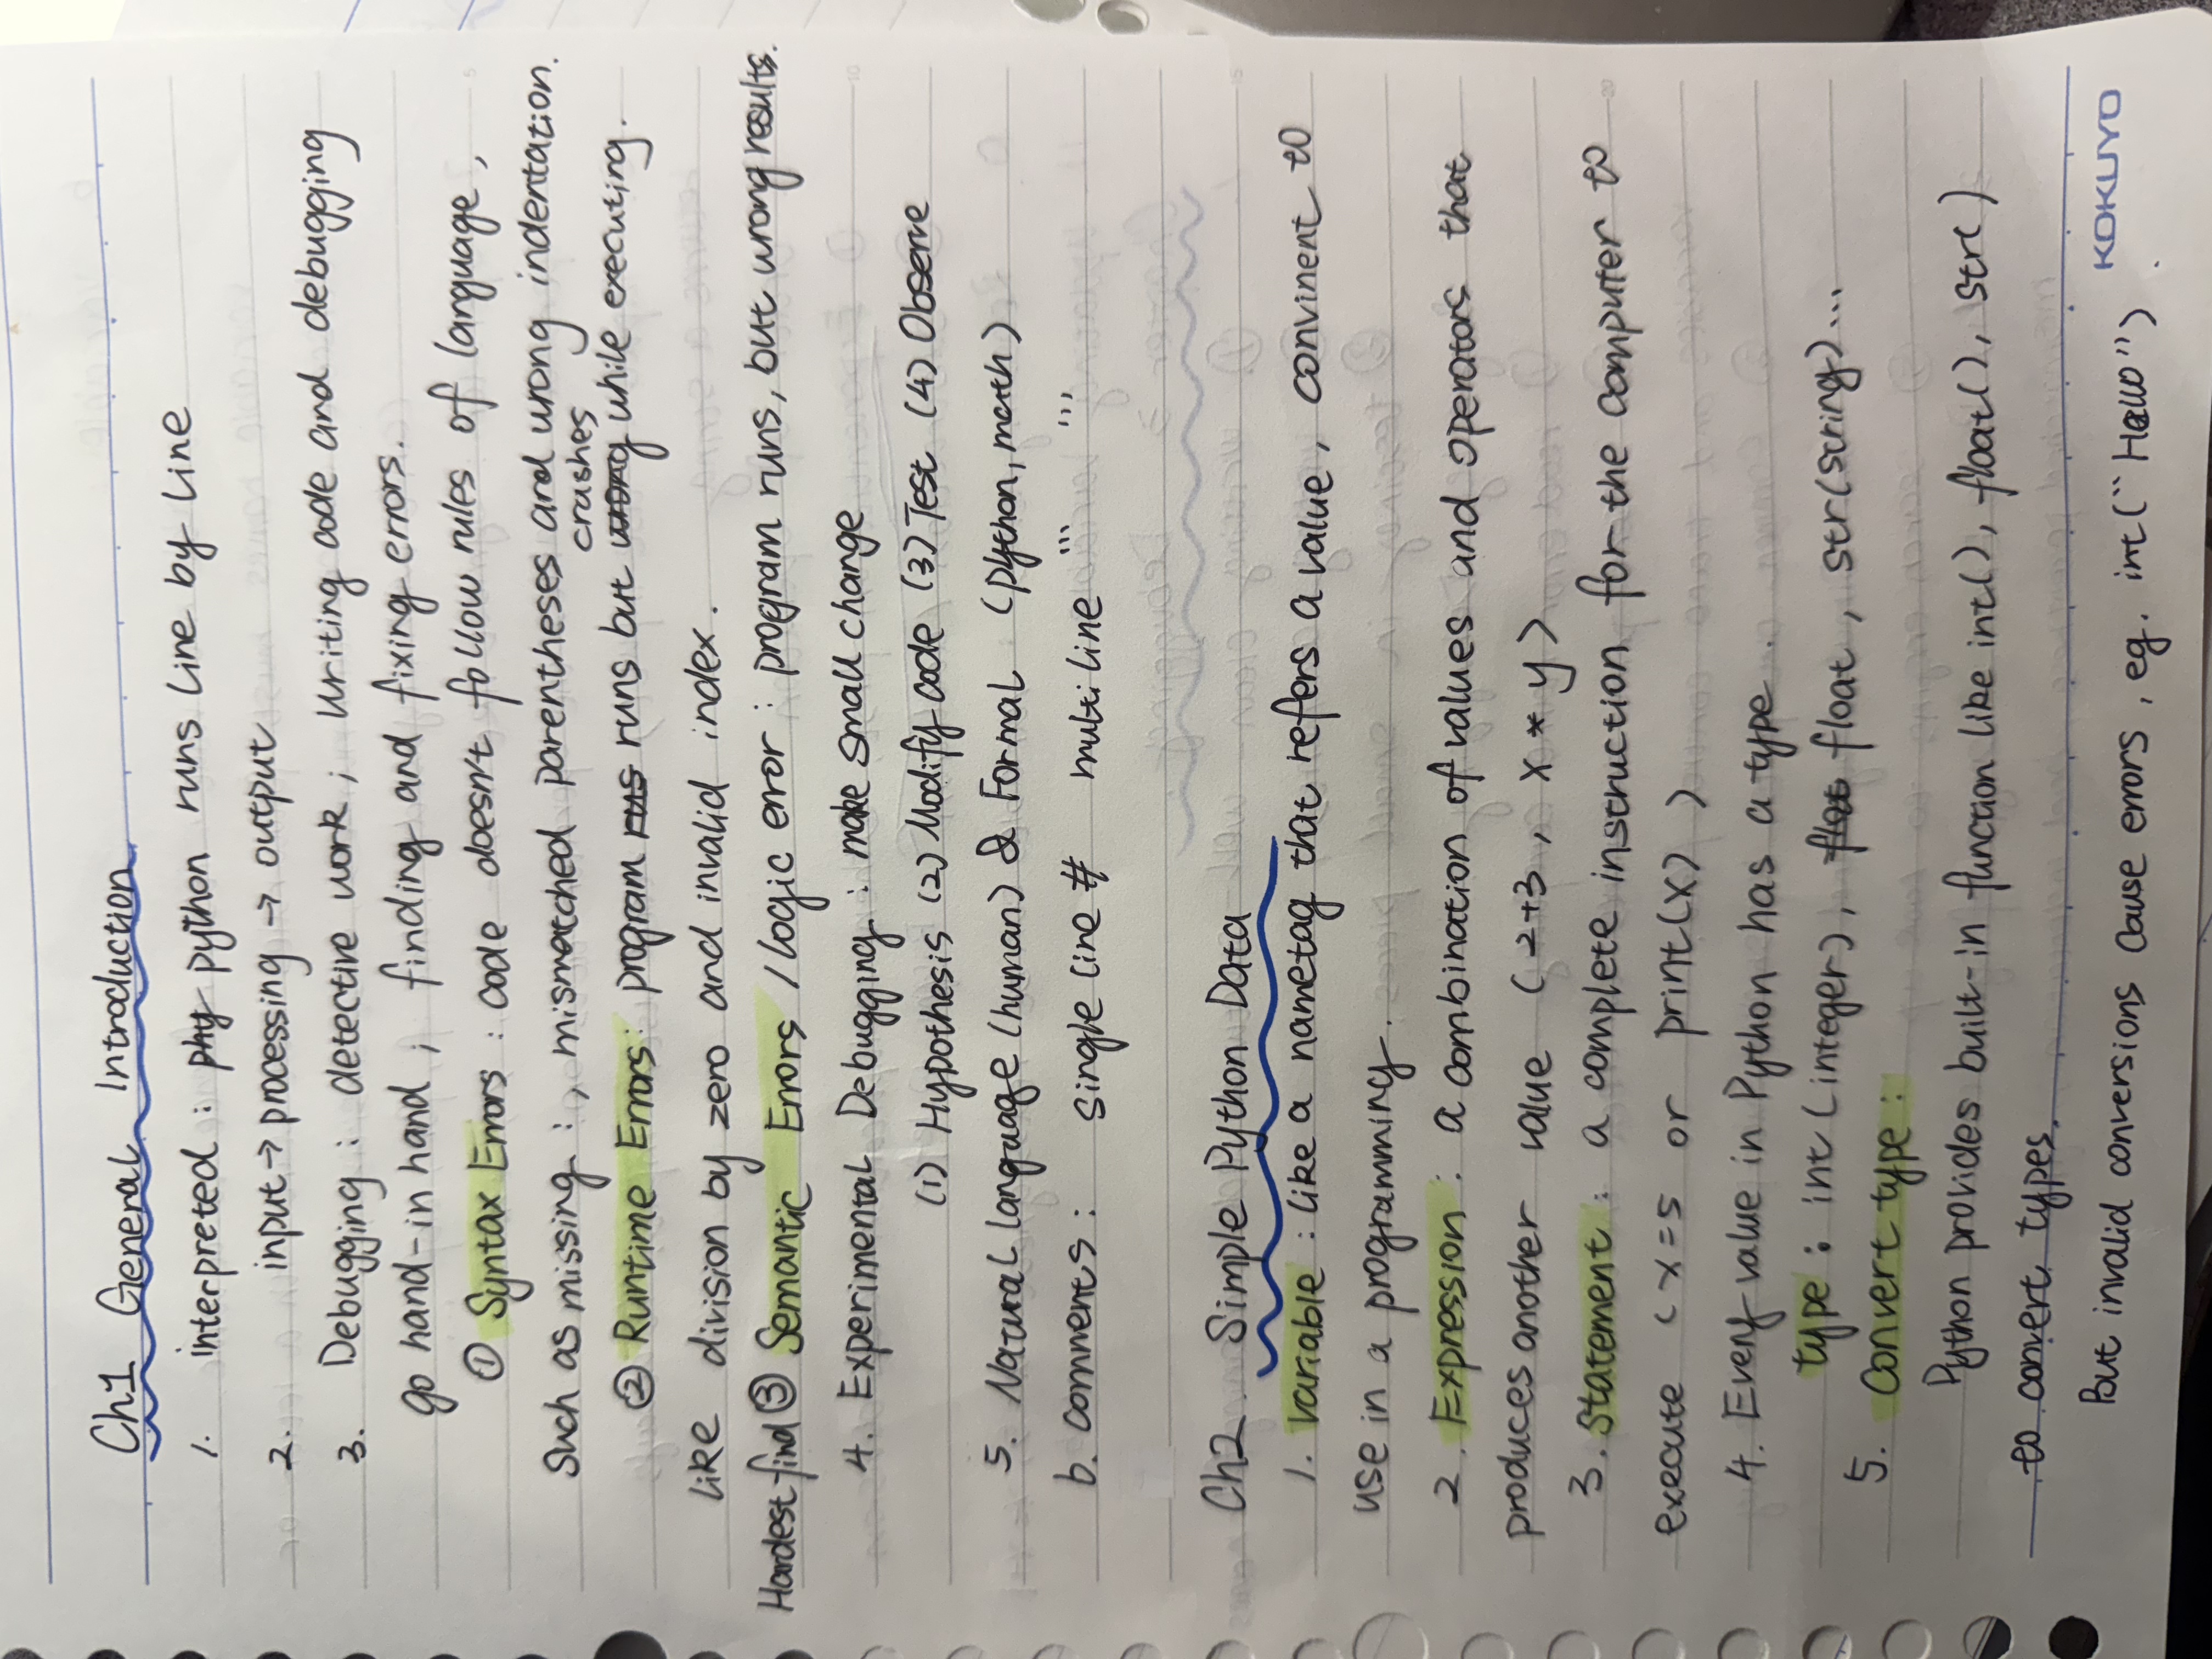 Ch1 General Introduction
1. interpreted : phy python runs line by line
2. input → processing → output
3. Debugging : detective work ; writing code and debugging
go hand-in hand ; finding and fixing errors.
① Syntax Errors : code doesn't follow rules of language ,
Such as missing : , mismatched parentheses and wrong indentation.
crashes
② Runtime Errors : program rus runs but wrong while executing .
like division by zero and invalid index .
Hardest find ③ Semantic Errors / logic error : program runs, but wrong results.
4. Experimental Debugging : make small change
(1) Hypothesis (2) Modify code (3) Test (4) Observe
5. Natural language (human) & Formal (python, math)
6. comments : single line # multi line ''' '''
Ch2 Simple Python Data
1. variable : like a nametag that refers a value , convinent to
use in a programming .
2. Expression : a combination of values and operators that
produces another value ( 2+3 , x * y )
3. Statement : a complete instruction for the computer to
execute ( x=5 or print(x) )
4. Every value in Python has a type .
type : int (integer), flot float , str(string)...
5. Convert type :
Python provides built-in function like int(), float(), str( )
to convert types.
But invalid conversions cause errors , eg. int("Hello") .
KOKUYO